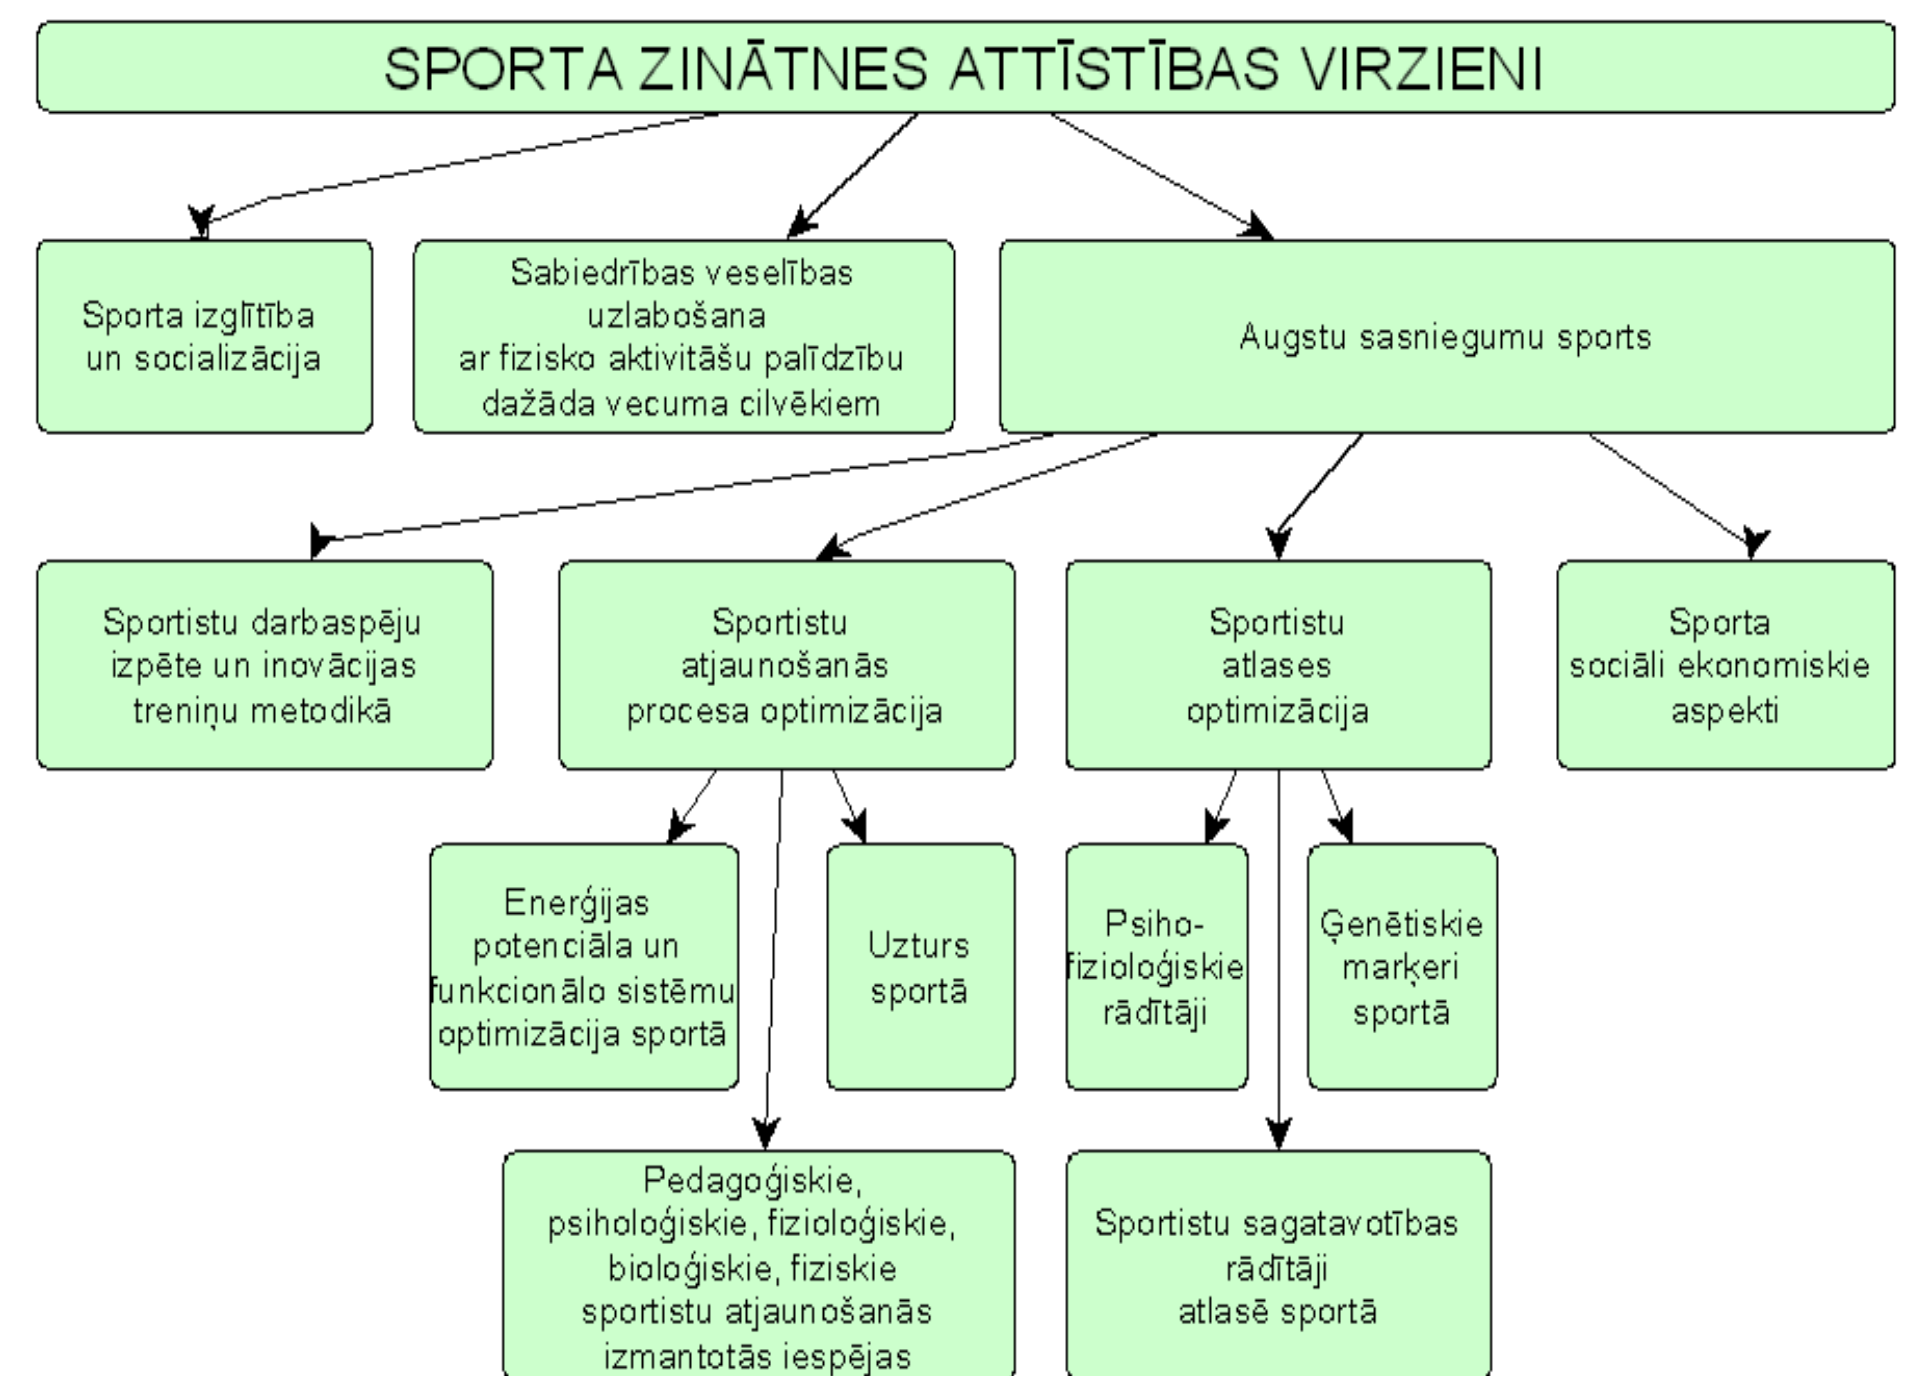 SPORTA ZINĀTNES ATTĪSTĪBAS VIRZIENI
Sporta izglītība
un socializācija
Sabiedrības veselības
uzlabošana
ar fizisko aktivitāšu palīdzību
dažāda vecuma cilvēkiem
Augstu sasniegumu sports
Sportistu darbaspēju
izpēte un inovācijas
treniņu metodikā
Sportistu
atjaunošanās
procesa optimizācija
Sportistu
atlases
optimizācija
Sporta
sociāli ekonomiskie
aspekti
Enerģijas
potenciāla un
funkcionālo sistēmu
optimizācija sportā
Uzturs
sportā
Psiho-
fizioloģiskie
rādītāji
Ģenētiskie
marķeri
sportā
Pedagoģiskie,
psiholoģiskie, fizioloģiskie,
bioloģiskie, fiziskie
sportistu atjaunošanās
izmantotās iespējas
Sportistu sagatavotības
rādītāji
atlasē sportā